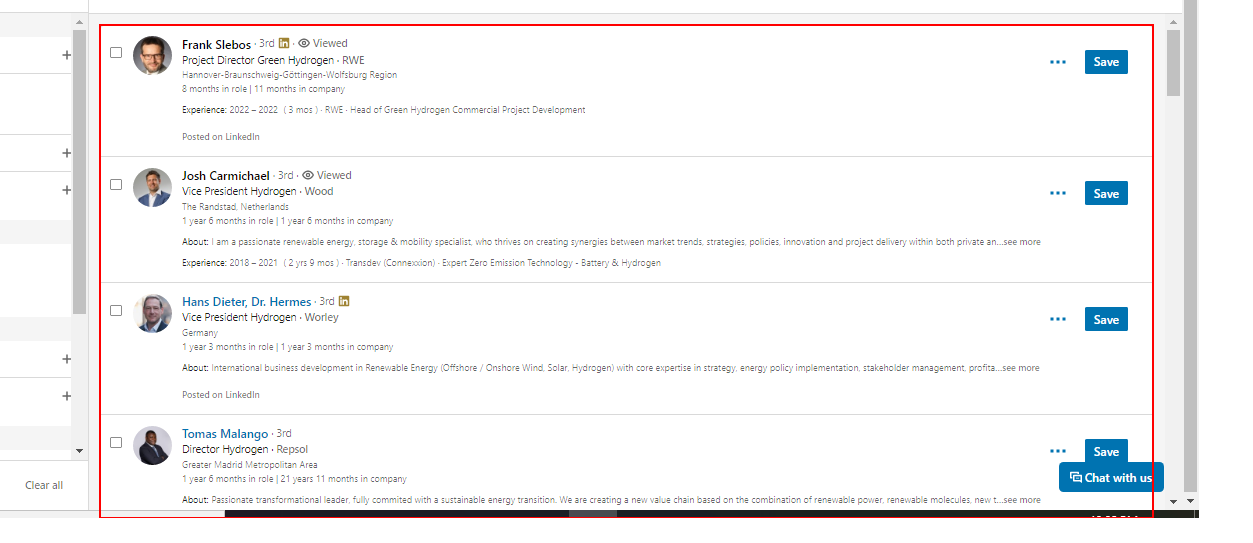 Frank Slebos · 3rd in · Viewed
Project Director Green Hydrogen · RWE
Hannover-Braunschweig-Göttingen-Wolfsburg Region
8 months in role | 11 months in company
Experience: 2022 – 2022 ( 3 mos ) · RWE · Head of Green Hydrogen Commercial Project Development
Posted on LinkedIn
Save
Josh Carmichael · 3rd · Viewed
Vice President Hydrogen · Wood
The Randstad, Netherlands
1 year 6 months in role | 1 year 6 months in company
About: I am a passionate renewable energy, storage & mobility specialist, who thrives on creating synergies between market trends, strategies, policies, innovation and project delivery within both private an...see more
Experience: 2018 – 2021 ( 2 yrs 9 mos ) · Transdev (Connexxion) · Expert Zero Emission Technology - Battery & Hydrogen
Save
Hans Dieter, Dr. Hermes · 3rd in
Vice President Hydrogen · Worley
Germany
1 year 3 months in role | 1 year 3 months in company
About: International business development in Renewable Energy (Offshore / Onshore Wind, Solar, Hydrogen) with core expertise in strategy, energy policy implementation, stakeholder management, profita...see more
Posted on LinkedIn
Save
Tomas Malango · 3rd
Director Hydrogen · Repsol
Greater Madrid Metropolitan Area
1 year 6 months in role | 21 years 11 months in company
About: Passionate transformational leader, fully commited with a sustainable energy transition. We are creating a new value chain based on the combination of renewable power, renewable molecules, new t...see more
Save
Chat with us
Clear all